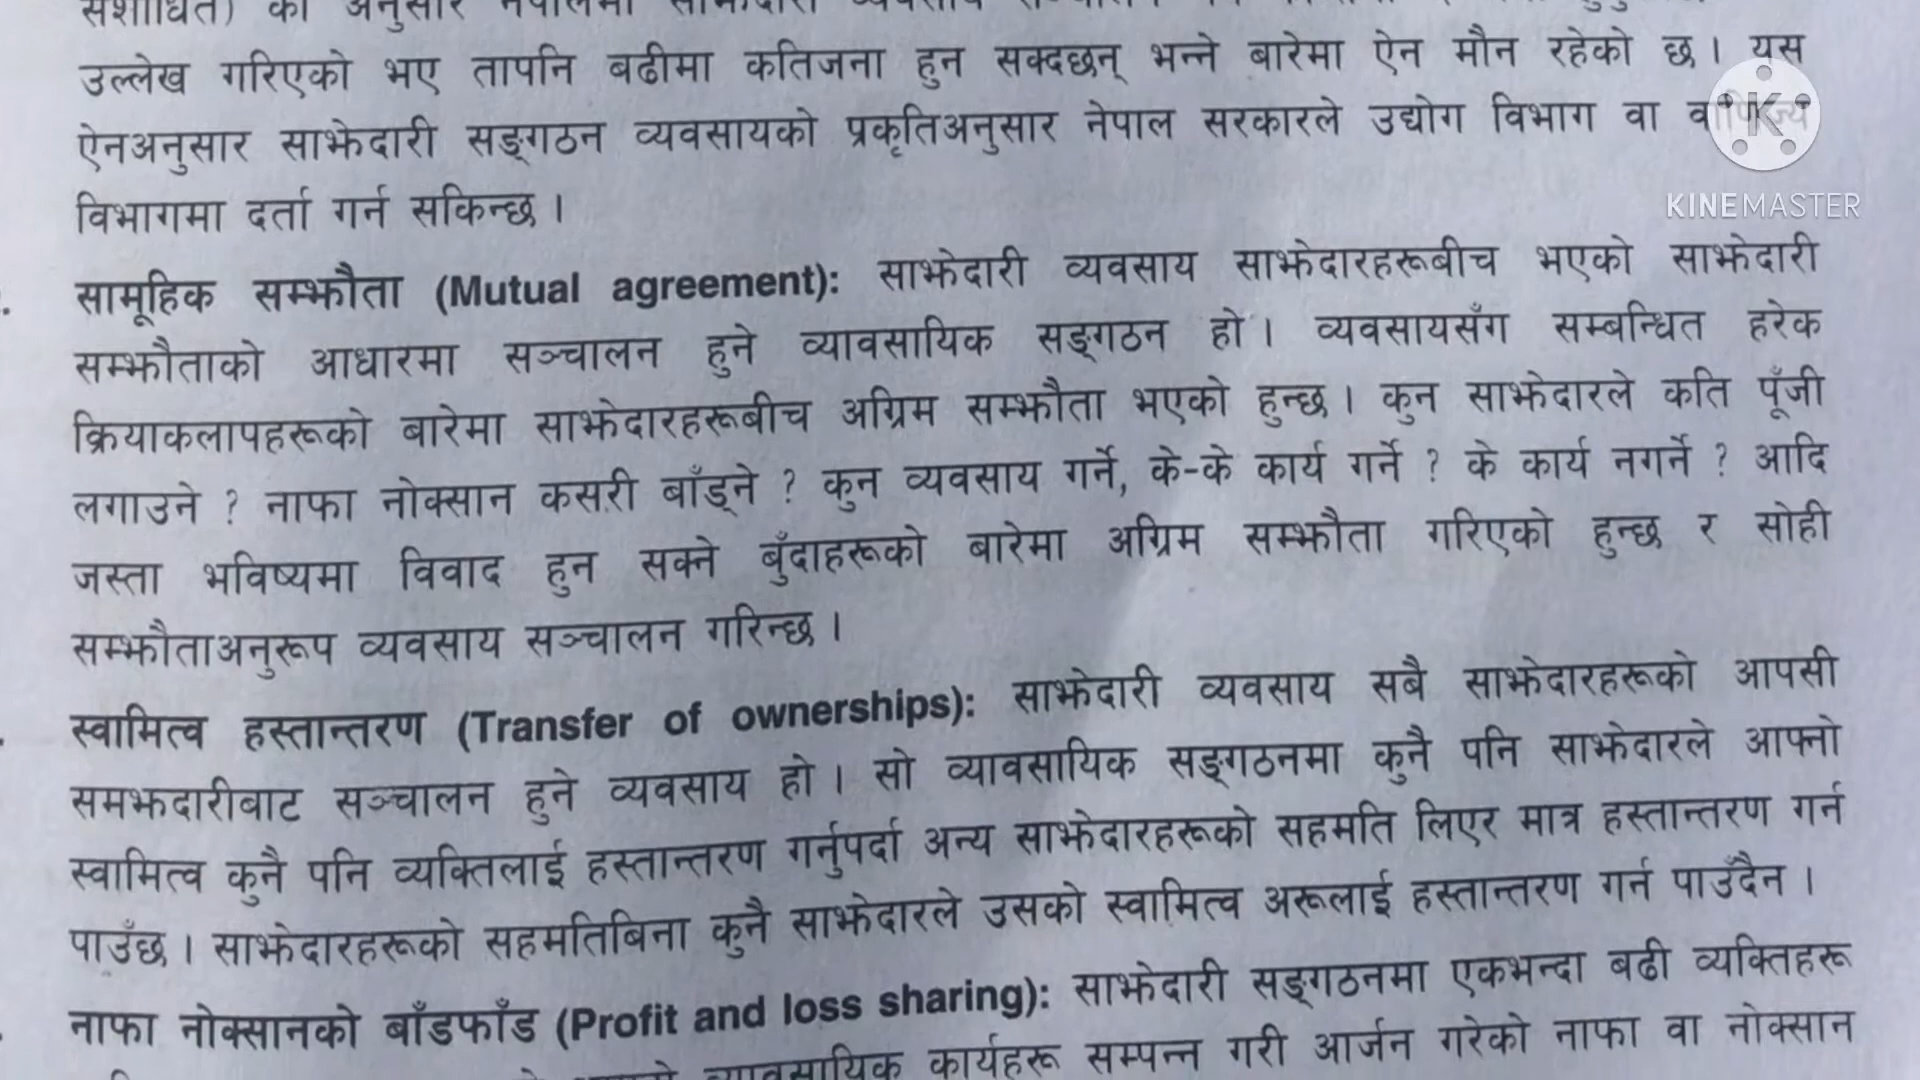 अनुसार
उल्लेख गरिएको भए तापनि बढीमा कतिजना हुन सक्दछन् भन्ने बारेमा ऐन मौन रहेको छ । यस
ऐनअनुसार साझेदारी सङ्गठन व्यवसायको प्रकृतिअनुसार नेपाल सरकारले उद्योग विभाग वा
KINEMASTER
विभागमा दर्ता गर्न सकिन्छ ।
सामूहिक सम्झौता (Mutual agreement): साझेदारी व्यवसाय साझेदारहरूबीच भएको साझेदारी
सम्झौताको आधारमा सञ्चालन हुने व्यावसायिक सङ्गठन हो । व्यवसायसँग सम्बन्धित हरेक
क्रियाकलापहरूको बारेमा साझेदारहरूबीच अग्रिम सम्झौता भएको हुन्छ । कुन साझेदारले कति पूँजी
लगाउने ? नाफा नोक्सान कसरी बाँड्ने ? कुन व्यवसाय गर्ने, के-के कार्य गर्ने ? के कार्य नगर्ने ? आदि
जस्ता भविष्यमा विवाद हुन सक्ने बुँदाहरूको बारेमा अग्रिम सम्झौता गरिएको हुन्छ र सोही
सम्झौताअनुरूप व्यवसाय सञ्चालन गरिन्छ ।
स्वामित्व हस्तान्तरण (Transfer of ownerships): साझेदारी व्यवसाय सबै साझेदारहरूको आपसी
समझदारीबाट सञ्चालन हुने व्यवसाय हो । सो व्यावसायिक सङ्गठनमा कुनै पनि साझेदारले आफ्नो
स्वामित्व कुनै पनि व्यक्तिलाई हस्तान्तरण गर्नुपर्दा अन्य साझेदारहरूको सहमति लिएर मात्र हस्तान्तरण गर्न
पाउँछ । साझेदारहरूको सहमतिबिना कुनै साझेदारले उसको स्वामित्व अरूलाई हस्तान्तरण गर्न पाउँदैन ।
नाफा नोक्सानको बाँडफाँड (Profit and loss sharing): साझेदारी सङ्गठनमा एकभन्दा बढी व्यक्तिहरू
व्यावसायिक कार्यहरू सम्पन्न गरी आर्जन गरेको नाफा वा नोक्सान